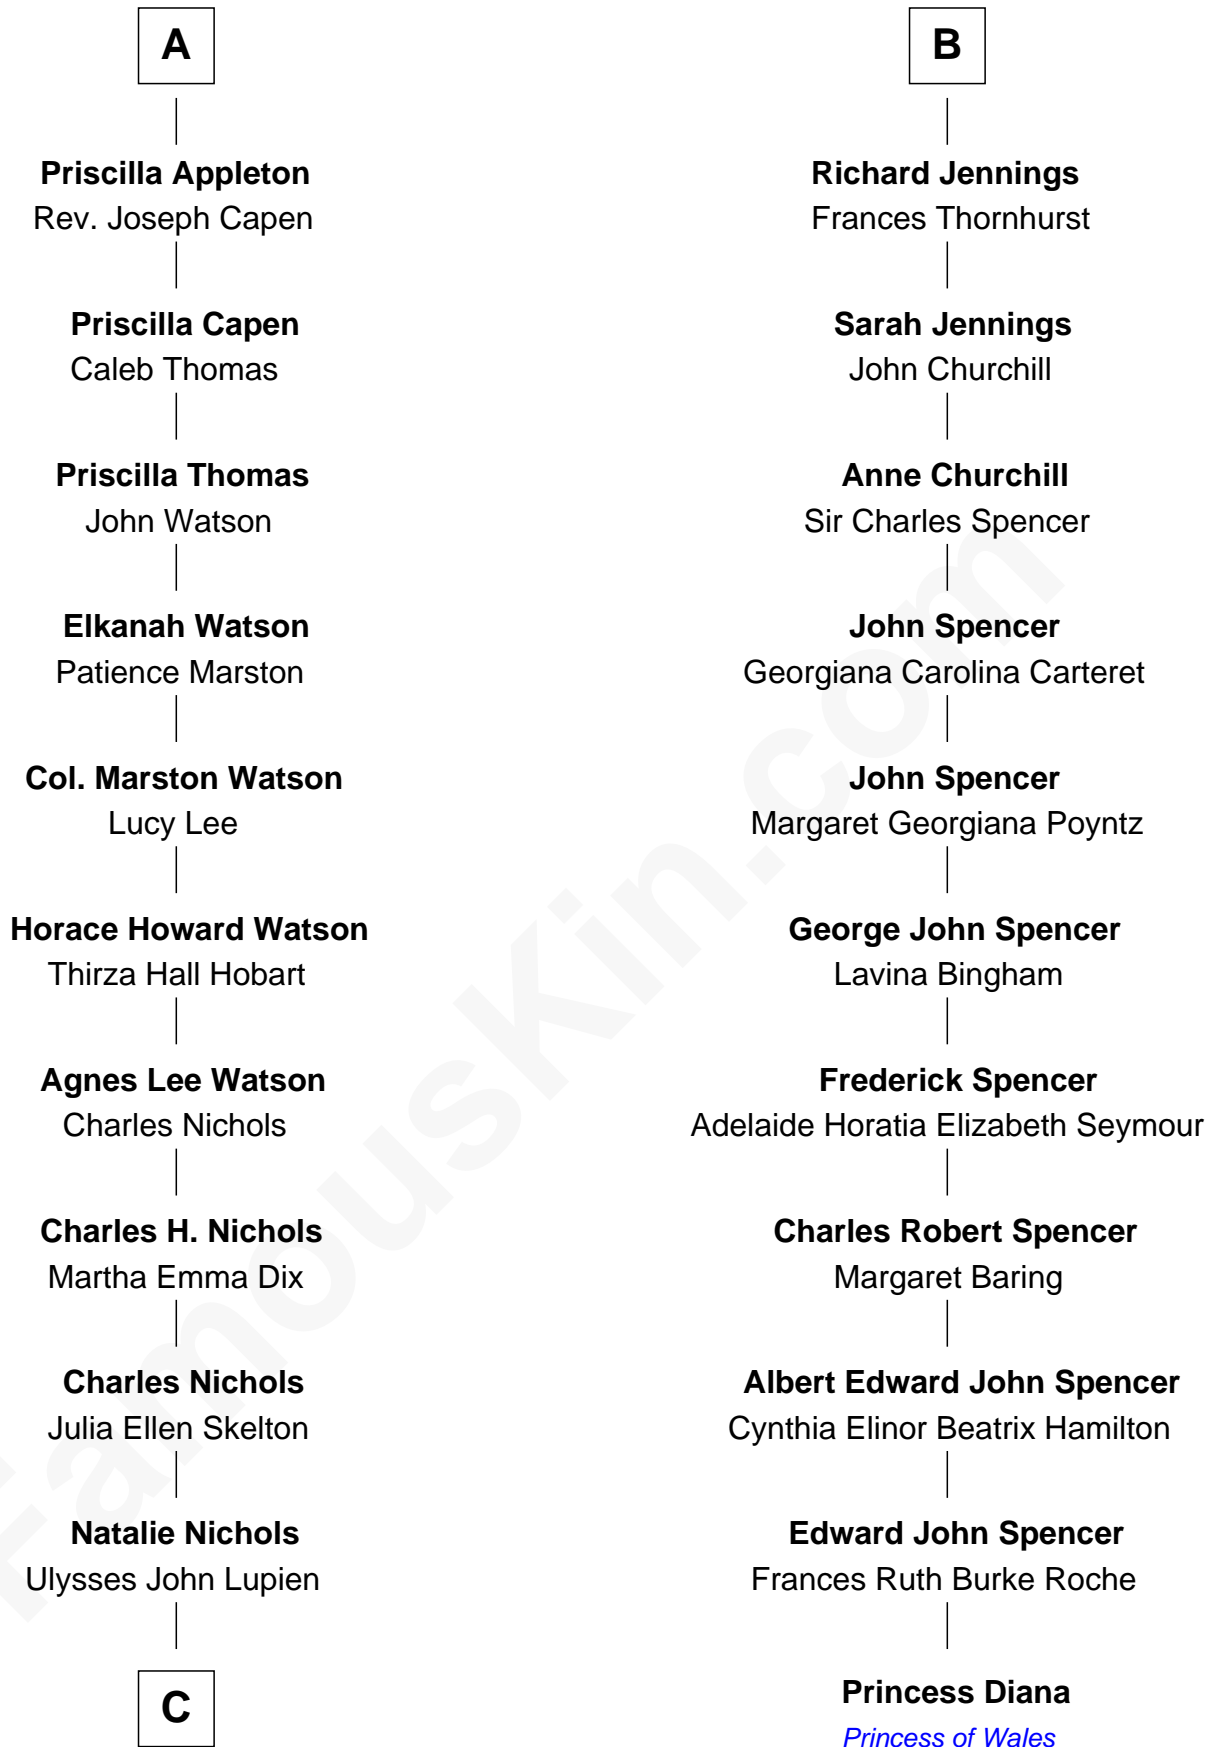 A
Priscilla Appleton
Rev. Joseph Capen
Priscilla Capen
Caleb Thomas
Priscilla Thomas
John Watson
Elkanah Watson
Patience Marston
Col. Marston Watson
Lucy Lee
Horace Howard Watson
Thirza Hall Hobart
Agnes Lee Watson
Charles Nichols
Charles H. Nichols
Martha Emma Dix
Charles Nichols
Julia Ellen Skelton
Natalie Nichols
Ulysses John Lupien
C
B
Richard Jennings
Frances Thornhurst
Sarah Jennings
John Churchill
Anne Churchill
Sir Charles Spencer
John Spencer
Georgiana Carolina Carteret
John Spencer
Margaret Georgiana Poyntz
George John Spencer
Lavina Bingham
Frederick Spencer
Adelaide Horatia Elizabeth Seymour
Charles Robert Spencer
Margaret Baring
Albert Edward John Spencer
Cynthia Elinor Beatrix Hamilton
Edward John Spencer
Frances Ruth Burke Roche
Princess Diana
Princess of Wales
FamousKin.com